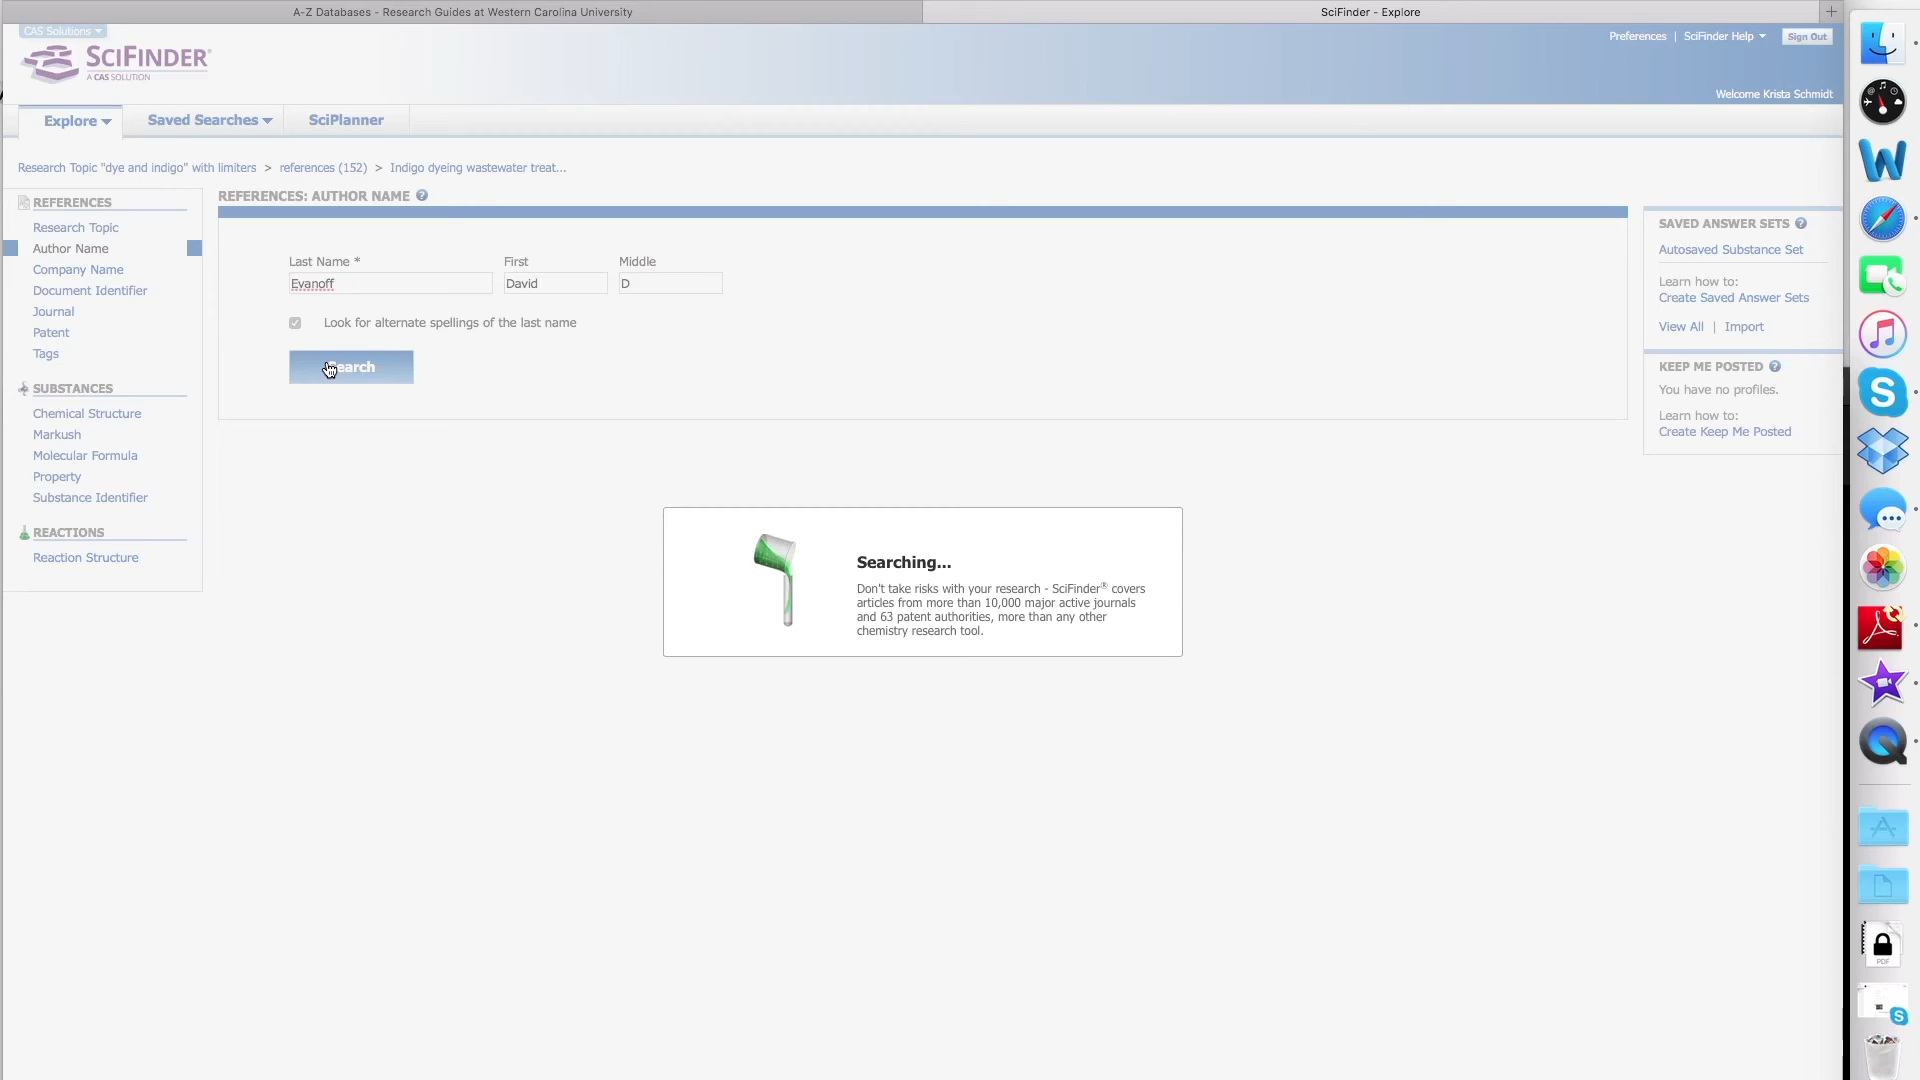 A-Z Databases - Research Guides at Western Carolina University
SciFinder - Explore
CAS Solutions
SCIFINDER®
A CAS SOLUTION
Preferences | SciFinder Help
Sign Out
Welcome Krista Schmidt
Explore
Saved Searches
SciPlanner
Research Topic "dye and indigo" with limiters > references (152) > Indigo dyeing wastewater treat...
REFERENCES
Research Topic
Author Name
Company Name
Document Identifier
Journal
Patent
Tags
SUBSTANCES
Chemical Structure
Markush
Molecular Formula
Property
Substance Identifier
REACTIONS
Reaction Structure
REFERENCES: AUTHOR NAME ?
Last Name * First Middle
Evanoff David D
Look for alternate spellings of the last name
Search
Searching...
Don't take risks with your research - SciFinder® covers
articles from more than 10,000 major active journals
and 63 patent authorities, more than any other
chemistry research tool.
SAVED ANSWER SETS ?
Autosaved Substance Set
Learn how to:
Create Saved Answer Sets
View All | Import
KEEP ME POSTED ?
You have no profiles.
Learn how to:
Create Keep Me Posted
W
S
PDF
S